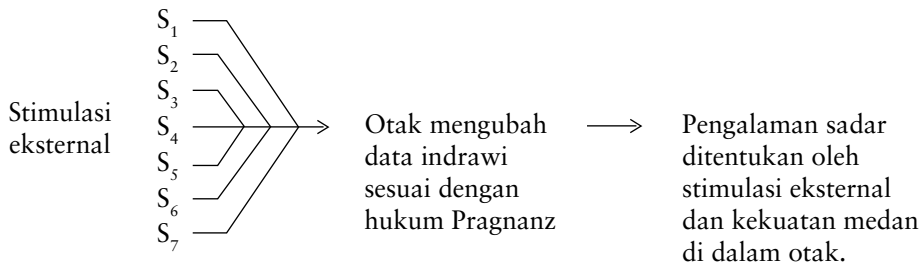 Stimulasi
eksternal
S₁
S₂
S₃
S₄
S₅
S₆
S₇
Otak mengubah
data indrawi
sesuai dengan
hukum Pragnanz
Pengalaman sadar
ditentukan oleh
stimulasi eksternal
dan kekuatan medan
di dalam otak.